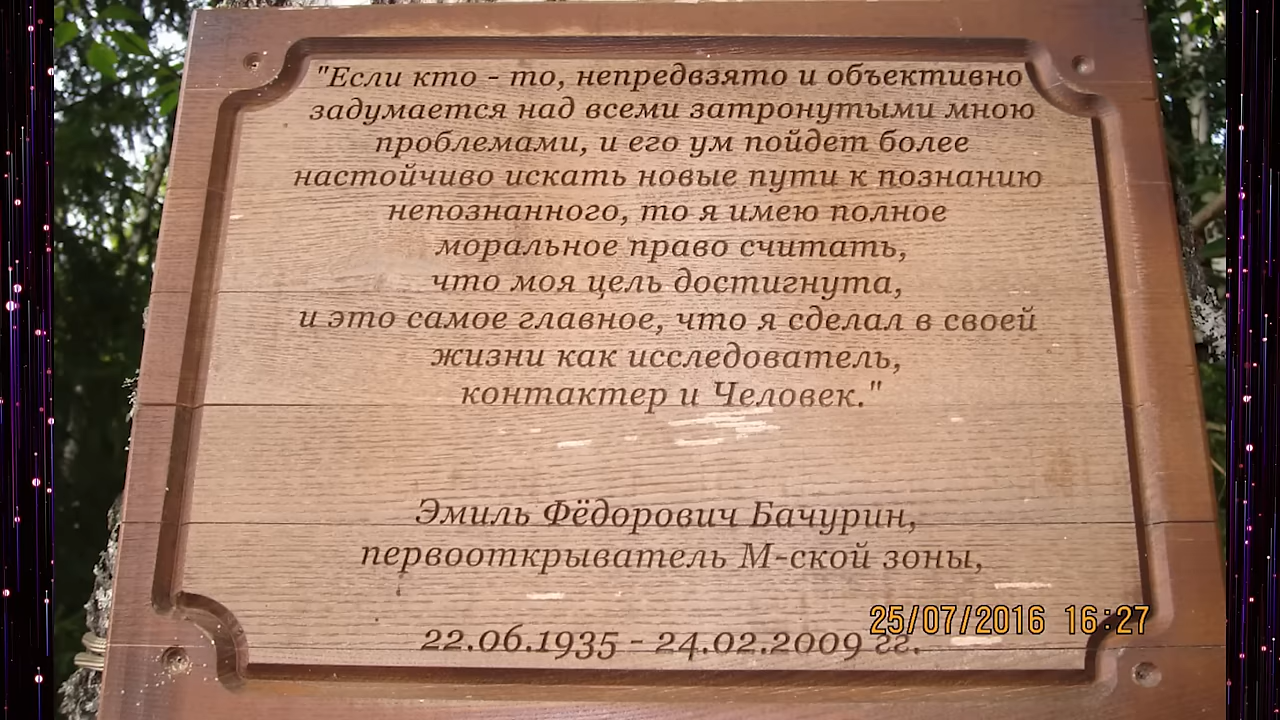 "Если кто - то, непредвзято и объективно
задумается над всеми затронутыми мною
проблемами, и его ум пойдет более
настойчиво искать новые пути к познанию
непознанного, то я имею полное
моральное право считать,
что моя цель достигнута,
и это самое главное, что я сделал в своей
жизни как исследователь,
контактер и Человек."
Эмиль Фёдорович Бачурин,
первооткрыватель М-ской зоны,
22.06.1935 - 24.02.2009 гг.
25/07/2016 16:27